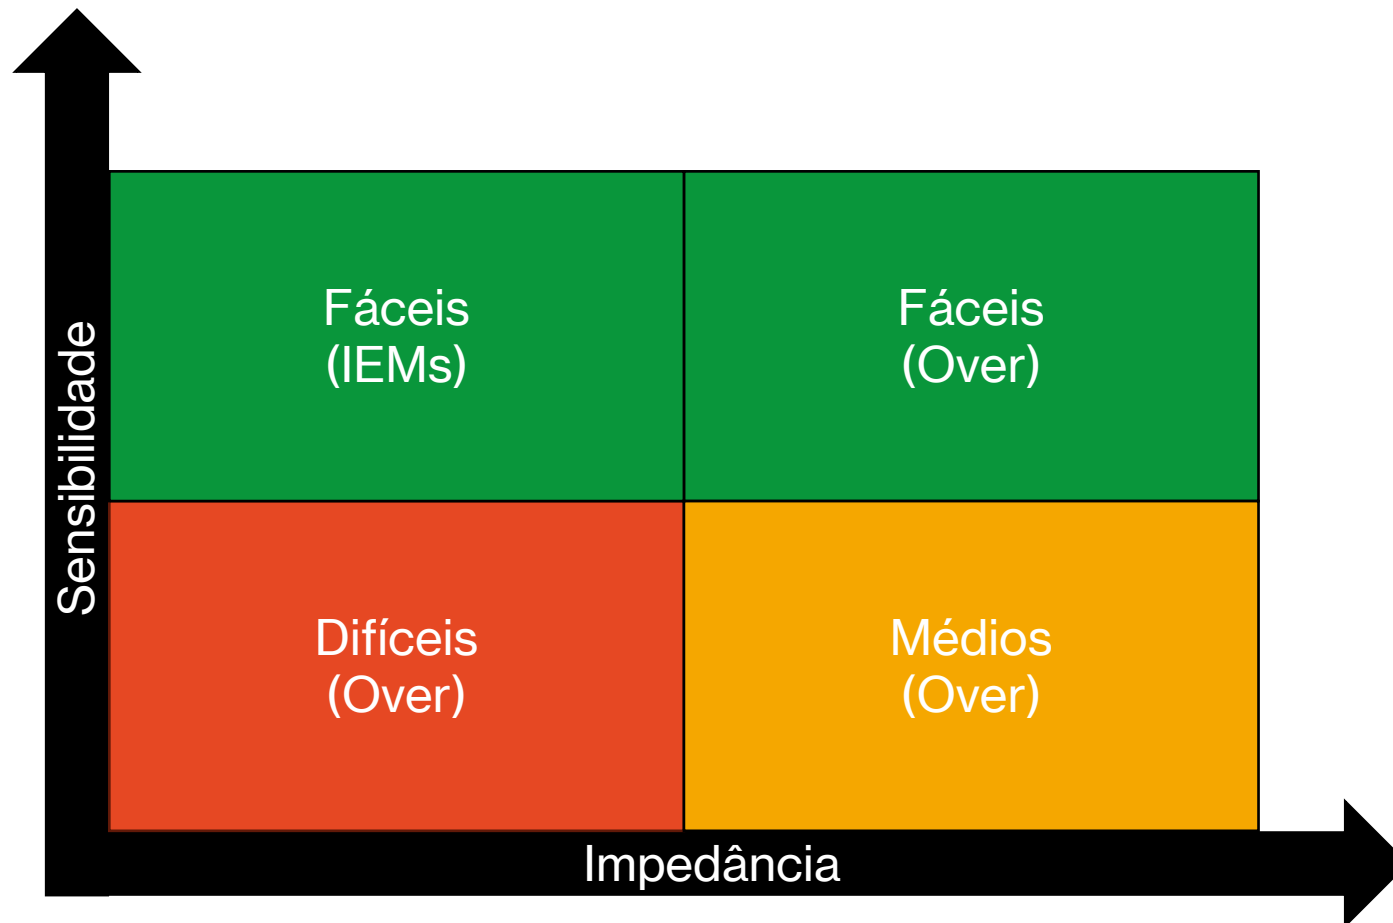 Sensibilidade
Fáceis
(IEMs)
Fáceis
(Over)
Difíceis
(Over)
Médios
(Over)
Impedância